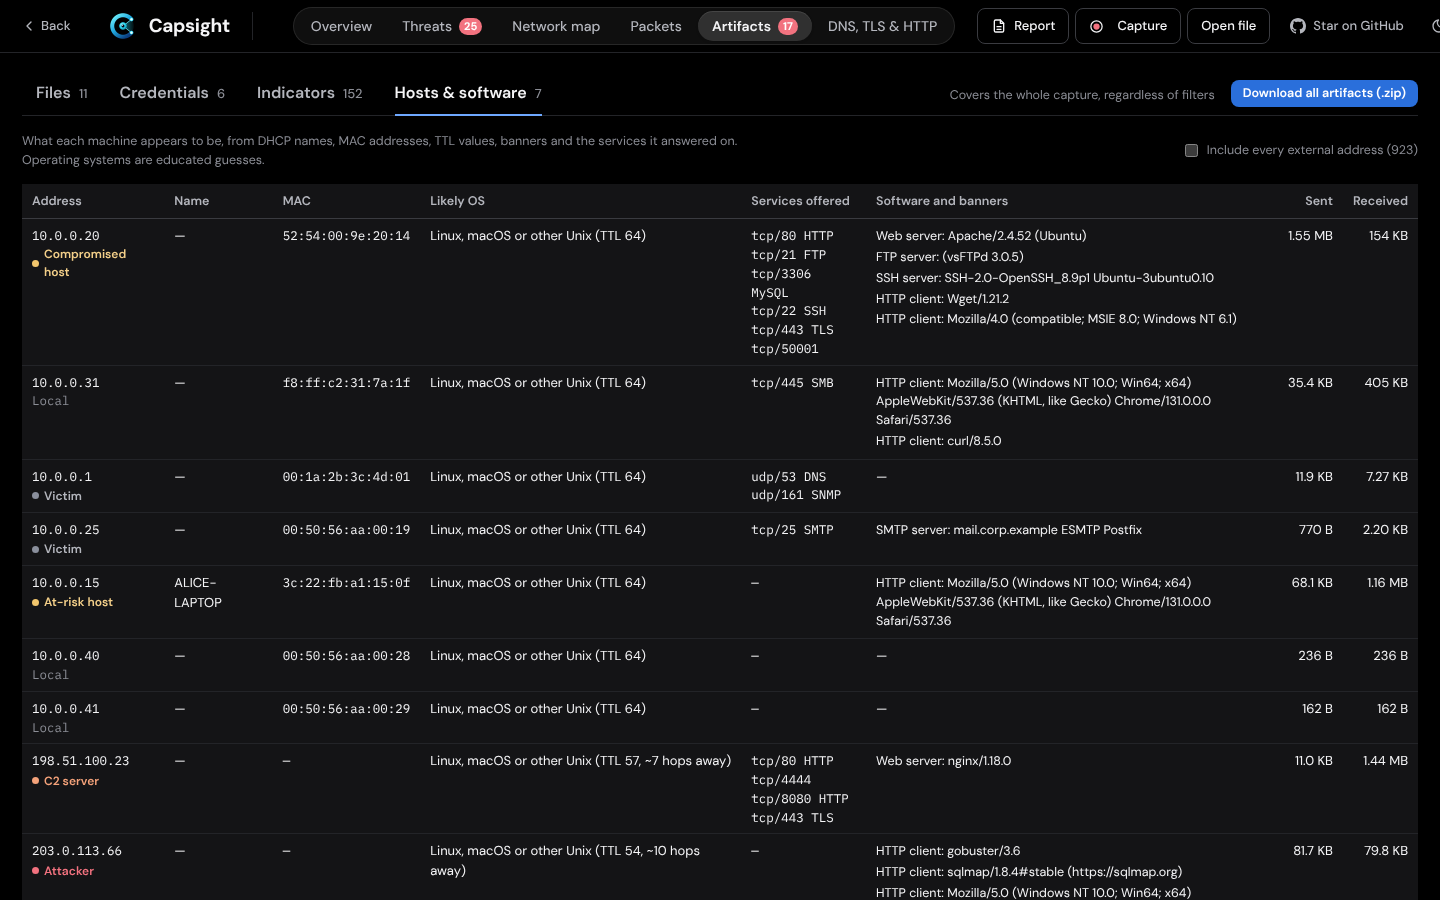 Back
Capsight
Overview
Threats 25
Network map
Packets
Artifacts 17
DNS, TLS & HTTP
Report
Capture
Open file
Star on GitHub
Files 11
Credentials 6
Indicators 152
Hosts & software 7
Covers the whole capture, regardless of filters
Download all artifacts (.zip)
What each machine appears to be, from DHCP names, MAC addresses, TTL values, banners and the services it answered on.
Operating systems are educated guesses.
Include every external address (923)
Address Name MAC Likely OS Services offered Software and banners Sent Received
10.0.0.20 — 52:54:00:9e:20:14 Linux, macOS or other Unix (TTL 64) tcp/80 HTTP Web server: Apache/2.4.52 (Ubuntu) 1.55 MB 154 KB
Compromised tcp/21 FTP FTP server: (vsFTPd 3.0.5)
host tcp/3306 SSH server: SSH-2.0-OpenSSH_8.9p1 Ubuntu-3ubuntu0.10
MySQL HTTP client: Wget/1.21.2
tcp/22 SSH HTTP client: Mozilla/4.0 (compatible; MSIE 8.0; Windows NT 6.1)
tcp/443 TLS
tcp/50001
10.0.0.31 — f8:ff:c2:31:7a:1f Linux, macOS or other Unix (TTL 64) tcp/445 SMB HTTP client: Mozilla/5.0 (Windows NT 10.0; Win64; x64) 35.4 KB 405 KB
Local AppleWebKit/537.36 (KHTML, like Gecko) Chrome/131.0.0.0
Safari/537.36
HTTP client: curl/8.5.0
10.0.0.1 — 00:1a:2b:3c:4d:01 Linux, macOS or other Unix (TTL 64) udp/53 DNS — 11.9 KB 7.27 KB
Victim udp/161 SNMP
10.0.0.25 — 00:50:56:aa:00:19 Linux, macOS or other Unix (TTL 64) tcp/25 SMTP SMTP server: mail.corp.example ESMTP Postfix 770 B 2.20 KB
Victim
10.0.0.15 ALICE- 3c:22:fb:a1:15:0f Linux, macOS or other Unix (TTL 64) — HTTP client: Mozilla/5.0 (Windows NT 10.0; Win64; x64) 68.1 KB 1.16 MB
At-risk host LAPTOP AppleWebKit/537.36 (KHTML, like Gecko) Chrome/131.0.0.0
Safari/537.36
10.0.0.40 — 00:50:56:aa:00:28 Linux, macOS or other Unix (TTL 64) — — 236 B 236 B
Local
10.0.0.41 — 00:50:56:aa:00:29 Linux, macOS or other Unix (TTL 64) — — 162 B 162 B
Local
198.51.100.23 — — Linux, macOS or other Unix (TTL 57, ~7 hops away) tcp/80 HTTP Web server: nginx/1.18.0 11.0 KB 1.44 MB
C2 server tcp/4444
tcp/8080 HTTP
tcp/443 TLS
203.0.113.66 — — Linux, macOS or other Unix (TTL 54, ~10 hops — HTTP client: gobuster/3.6 81.7 KB 79.8 KB
Attacker away) HTTP client: sqlmap/1.8.4#stable (https://sqlmap.org)
HTTP client: Mozilla/5.0 (Windows NT 10.0; Win64; x64)